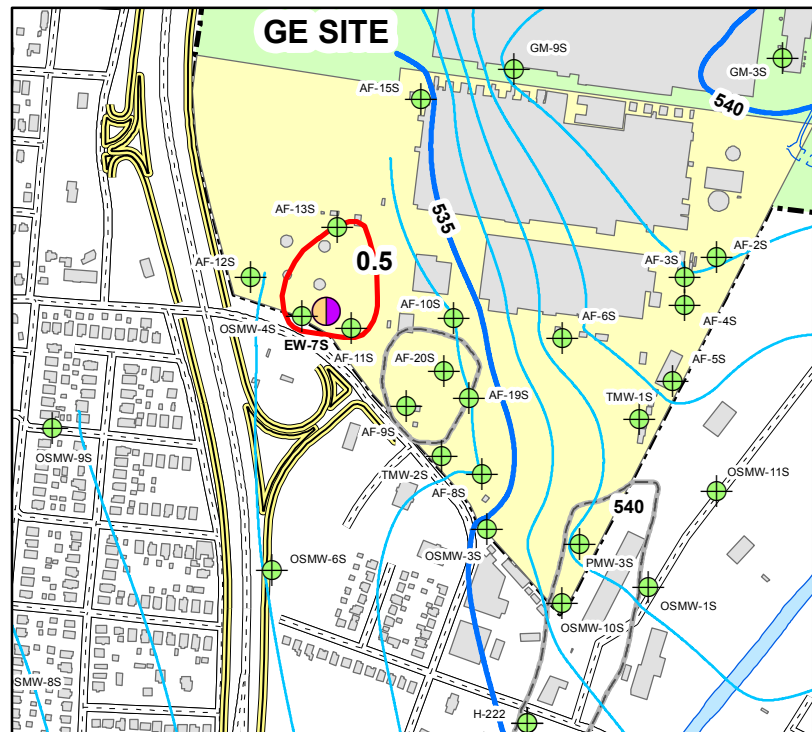 GE SITE
GM-9S
GM-3S
540
AF-15S
535
AF-13S
0.5
AF-12S
AF-2S
AF-3S
AF-10S
AF-4S
AF-6S
OSMW-4S
EW-7S
AF-11S
AF-20S
AF-5S
AF-19S
TMW-1S
AF-9S
OSMW-9S
TMW-2S
OSMW-11S
AF-8S
540
OSMW-3S
PMW-3S
OSMW-6S
OSMW-1S
OSMW-10S
SMW-8S
H-222